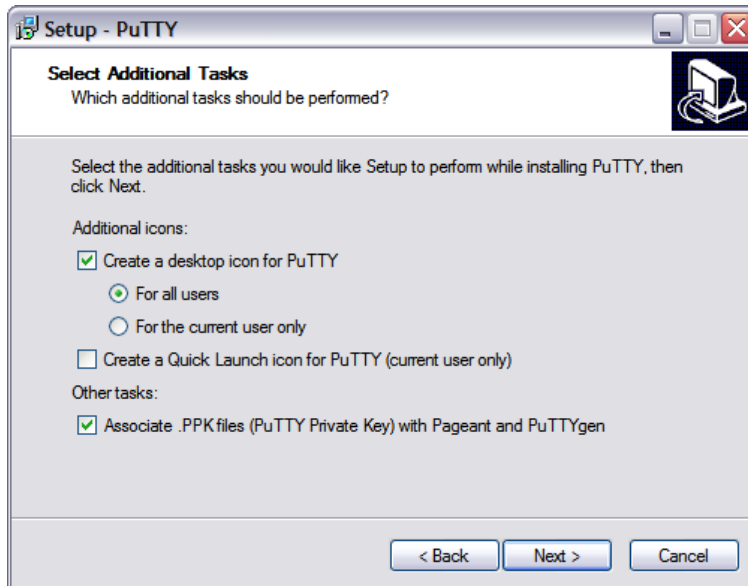 Setup - PuTTY
Select Additional Tasks
Which additional tasks should be performed?
Select the additional tasks you would like Setup to perform while installing PuTTY, then
click Next.
Additional icons:
Create a desktop icon for PuTTY
For all users
For the current user only
Create a Quick Launch icon for PuTTY (current user only)
Other tasks:
Associate .PPK files (PuTTY Private Key) with Pageant and PuTTYgen
< Back
Next >
Cancel